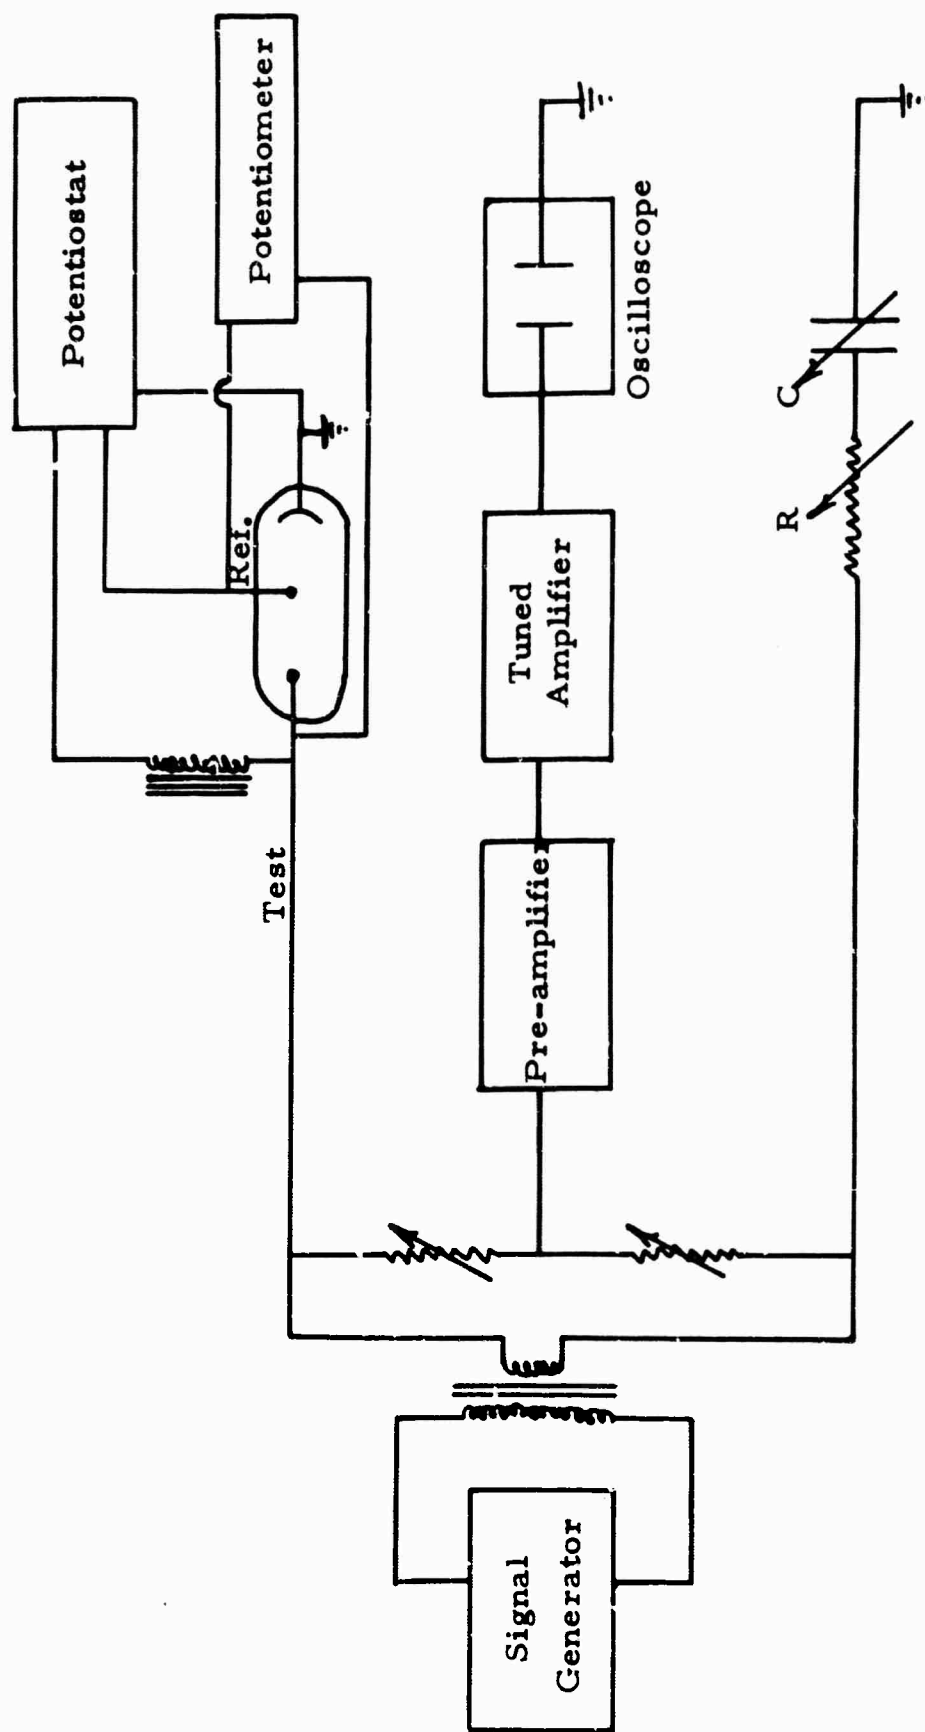 Potentiostat
Potentiometer
Ref.
Test
Oscilloscope
Tuned
Amplifier
Pre-amplifier
C
R
Signal
Generator